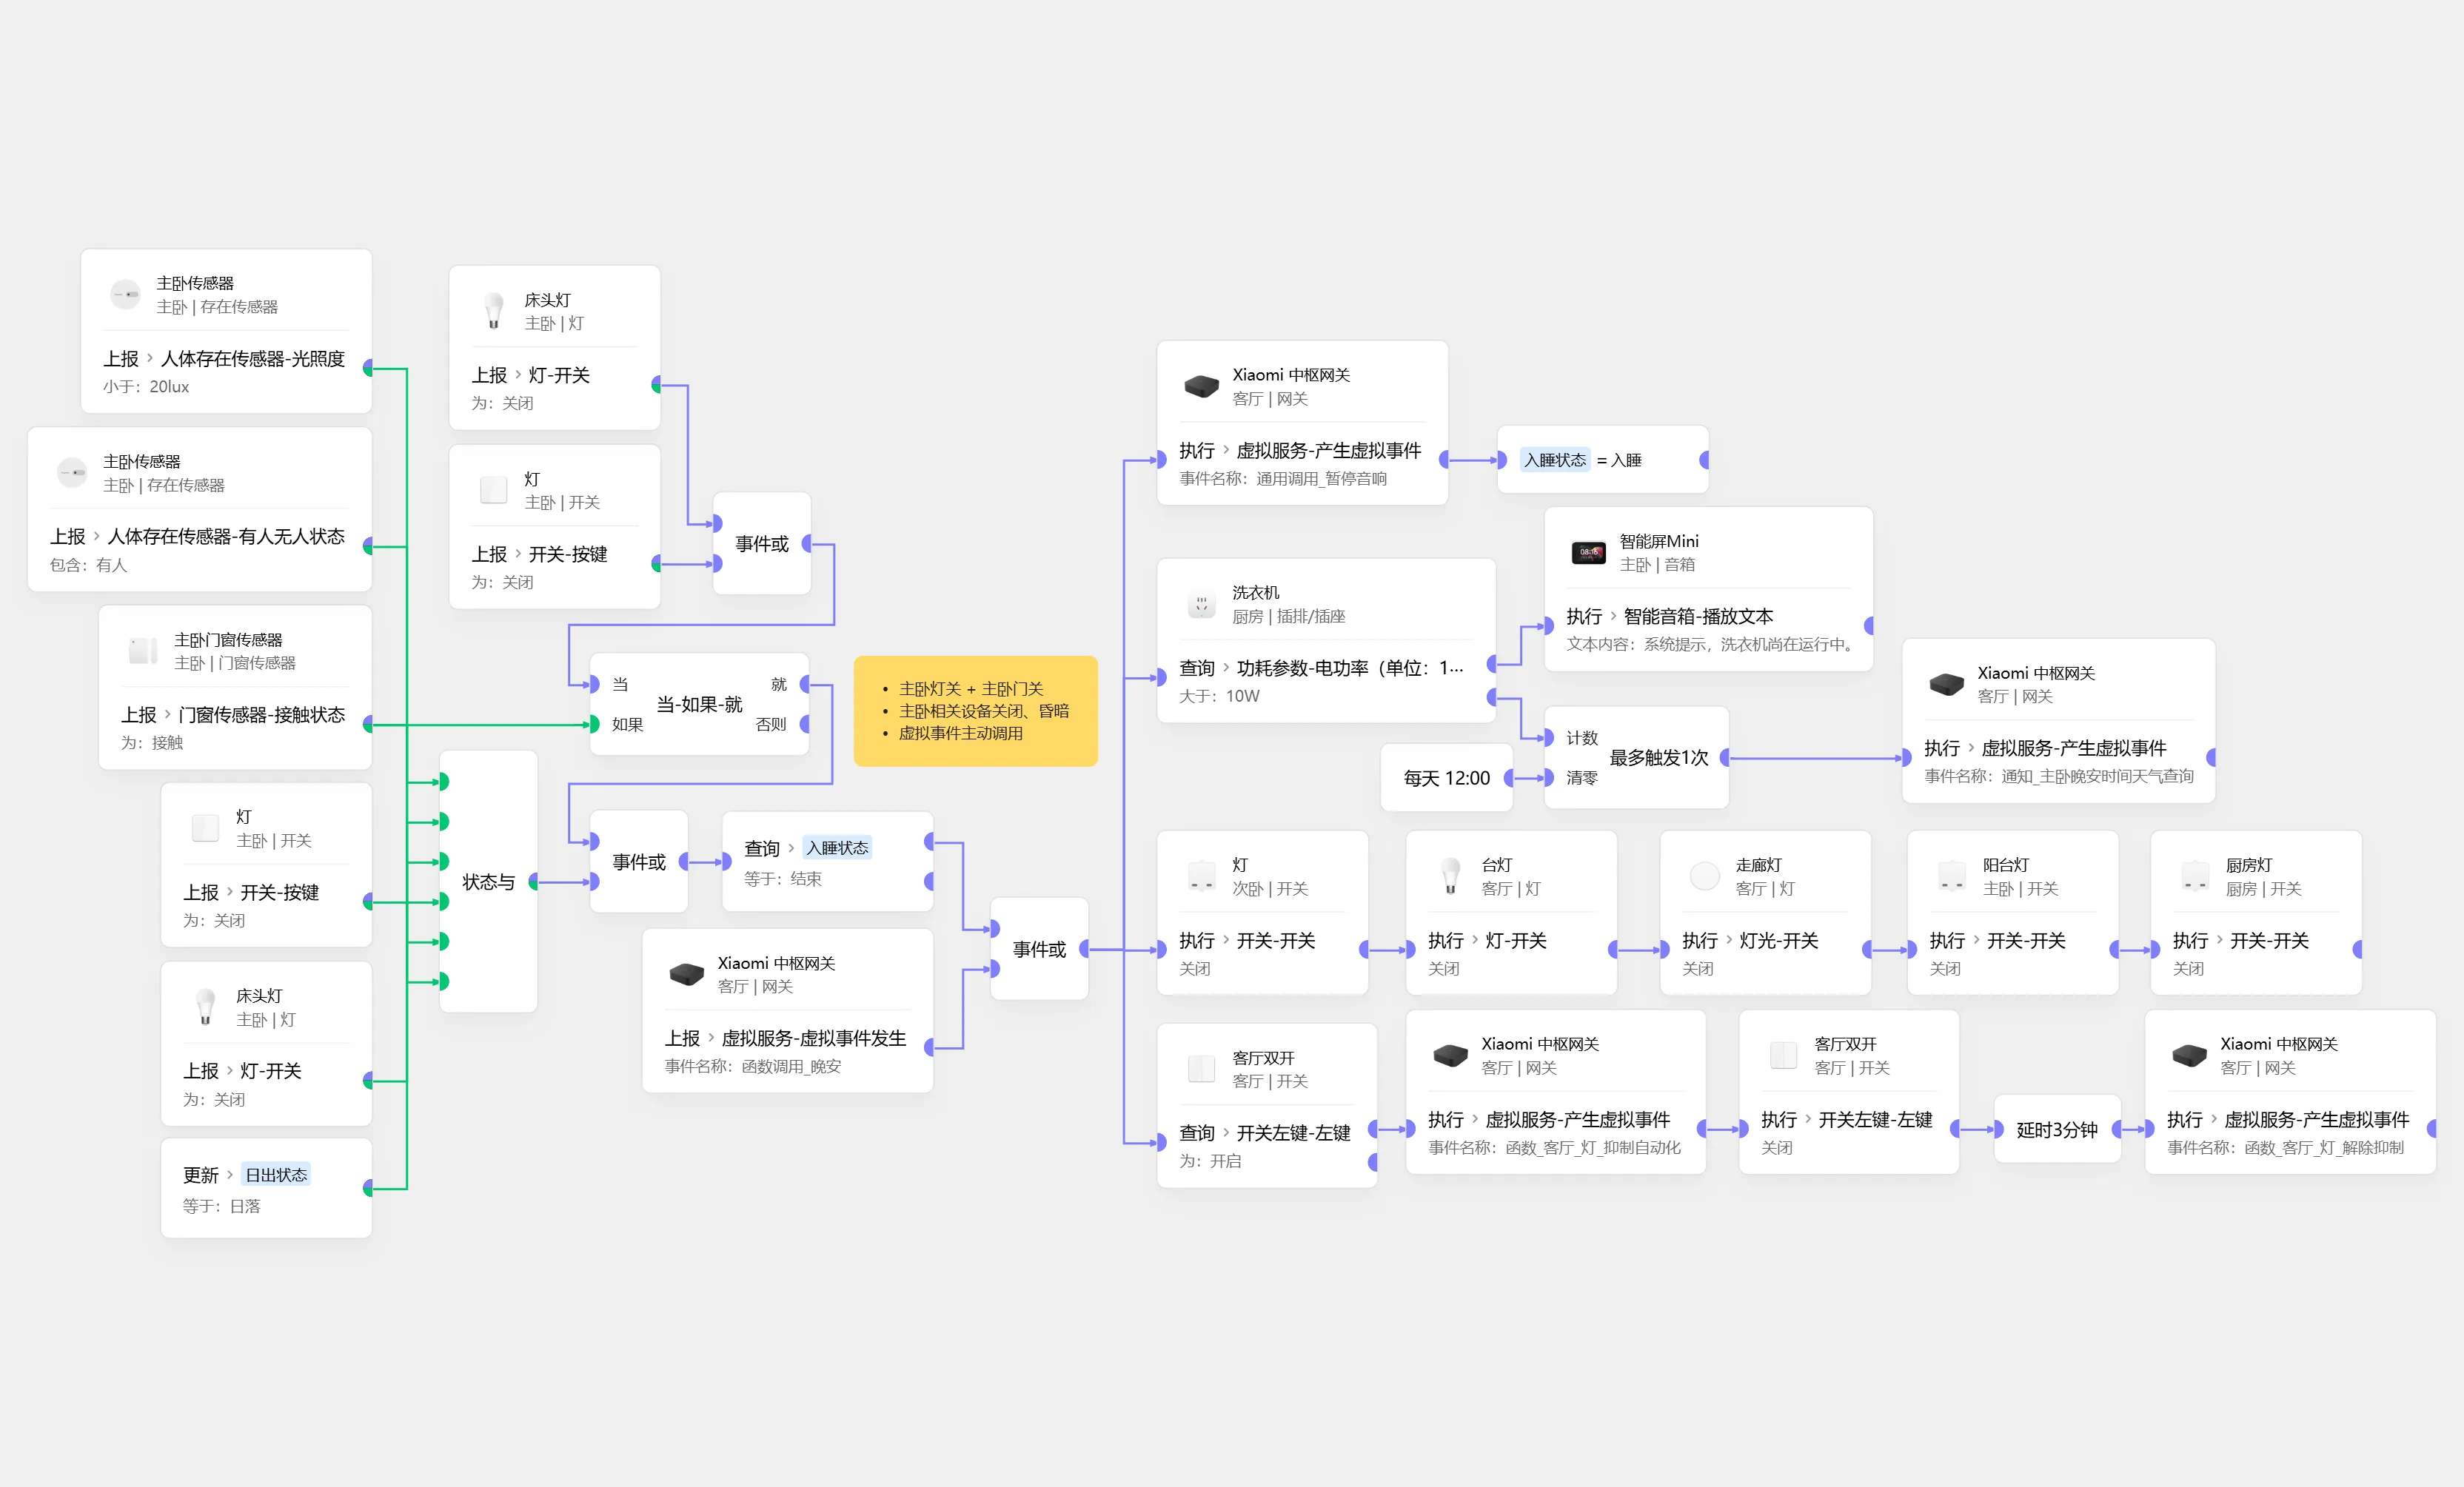 主卧传感器
主卧 | 存在传感器
上报 > 人体存在传感器-光照度
小于：20lux
主卧传感器
主卧 | 存在传感器
上报 > 人体存在传感器-有人无人状态
包含：有人
主卧门窗传感器
主卧 | 门窗传感器
上报 > 门窗传感器-接触状态
为：接触
灯
主卧 | 开关
上报 > 开关-按键
为：关闭
床头灯
主卧 | 灯
上报 > 灯-开关
为：关闭
更新 > 日出状态
等于：日落
床头灯
主卧 | 灯
上报 > 灯-开关
为：关闭
灯
主卧 | 开关
上报 > 开关-按键
为：关闭
事件或
当
就
当-如果-就
如果
否则
• 主卧灯关 + 主卧门关
• 主卧相关设备关闭、昏暗
• 虚拟事件主动调用
状态与
事件或
查询 > 入睡状态
等于：结束
Xiaomi 中枢网关
客厅 | 网关
上报 > 虚拟服务-虚拟事件发生
事件名称：函数调用_晚安
事件或
Xiaomi 中枢网关
客厅 | 网关
执行 > 虚拟服务-产生虚拟事件
事件名称：通用调用_暂停音响
入睡状态 = 入睡
洗衣机
厨房 | 插排/插座
查询 > 功耗参数-电功率（单位：1...
大于：10W
智能屏Mini
主卧 | 音箱
08:16
执行 > 智能音箱-播放文本
文本内容：系统提示，洗衣机尚在运行中。
每天 12:00
计数
最多触发1次
清零
Xiaomi 中枢网关
客厅 | 网关
执行 > 虚拟服务-产生虚拟事件
事件名称：通知_主卧晚安时间天气查询
灯
次卧 | 开关
执行 > 开关-开关
关闭
台灯
客厅 | 灯
执行 > 灯-开关
关闭
走廊灯
客厅 | 灯
执行 > 灯光-开关
关闭
阳台灯
主卧 | 开关
执行 > 开关-开关
关闭
厨房灯
厨房 | 开关
执行 > 开关-开关
关闭
客厅双开
客厅 | 开关
查询 > 开关左键-左键
为：开启
Xiaomi 中枢网关
客厅 | 网关
执行 > 虚拟服务-产生虚拟事件
事件名称：函数_客厅_灯_抑制自动化
客厅双开
客厅 | 开关
执行 > 开关左键-左键
关闭
延时3分钟
Xiaomi 中枢网关
客厅 | 网关
执行 > 虚拟服务-产生虚拟事件
事件名称：函数_客厅_灯_解除抑制